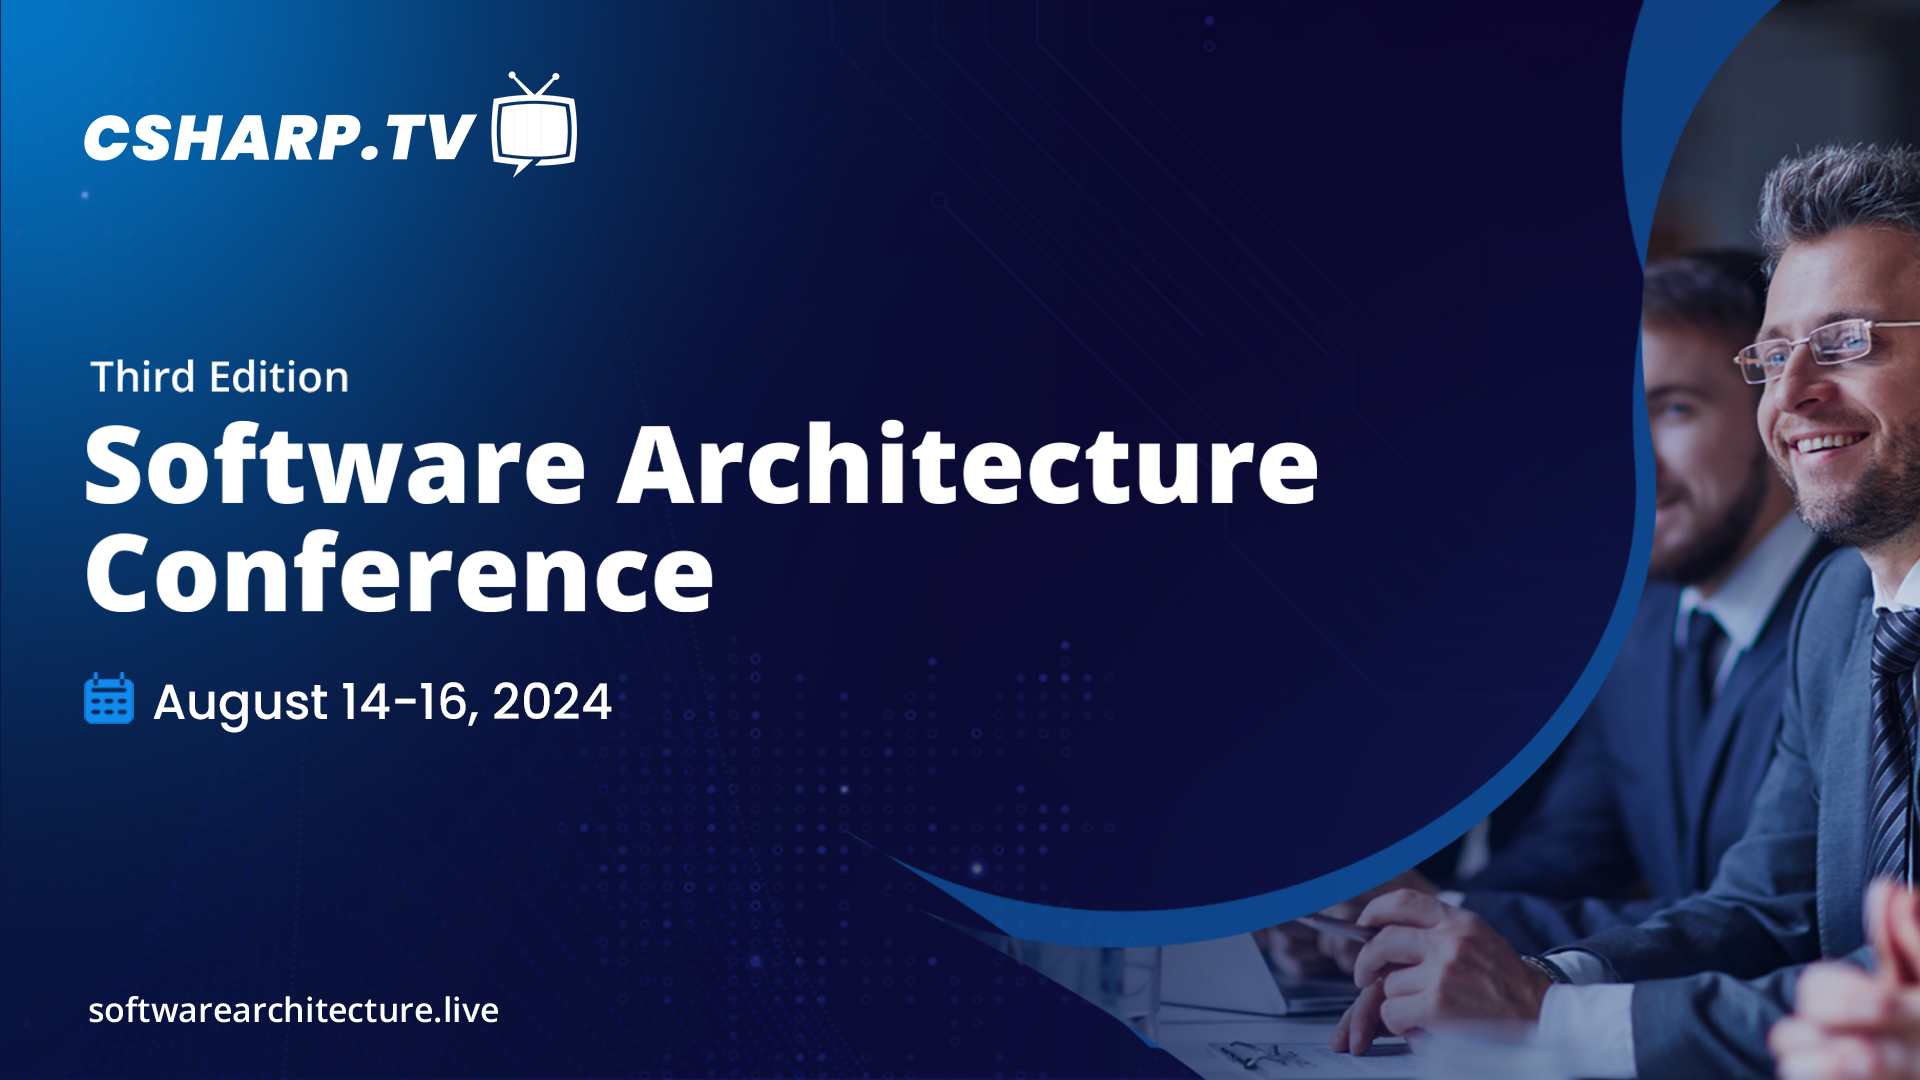 CSHARP.TV
Third Edition
Software Architecture
Conference
August 14-16, 2024
softwarearchitecture.live